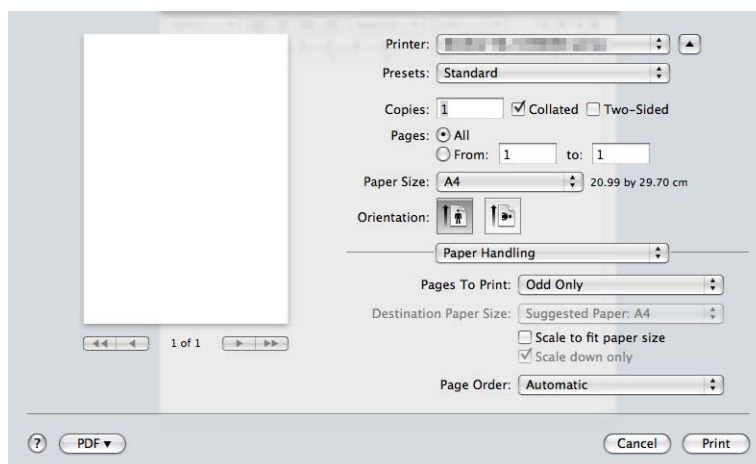 Printer:
Presets: Standard
Copies: 1 Collated Two-Sided
Pages: All
From: 1 to: 1
Paper Size: A4 20.99 by 29.70 cm
Orientation:
Paper Handling
Pages To Print: Odd Only
Destination Paper Size: Suggested Paper: A4
Scale to fit paper size
1 of 1
Scale down only
Page Order: Automatic
? PDF Cancel Print